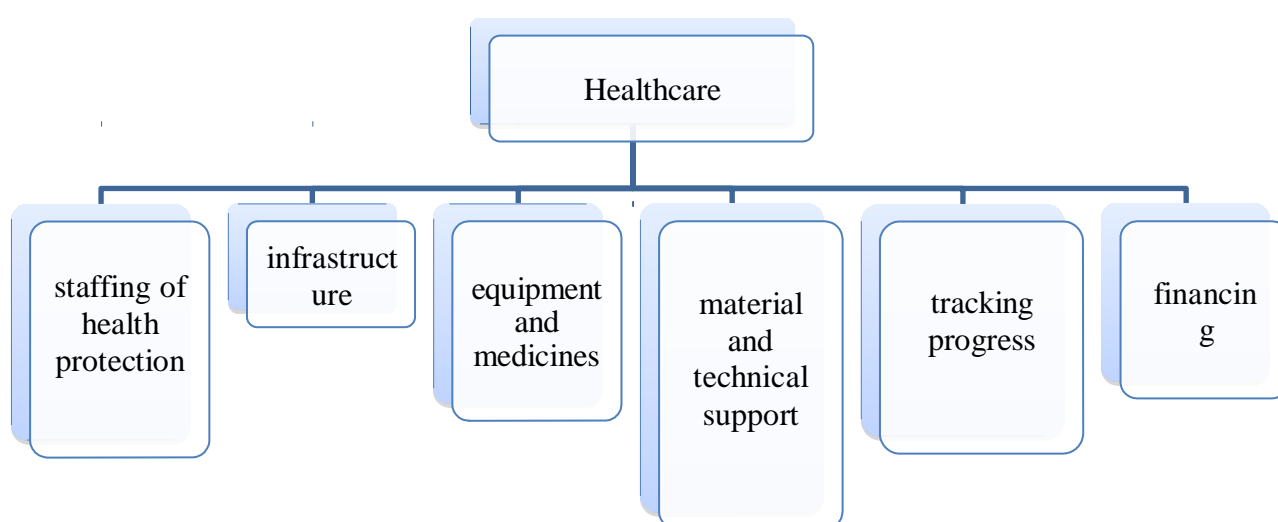 Healthcare
staffing of
health
protection
infrastruct
ure
equipment
and
medicines
material
and
technical
support
tracking
progress
financin
g